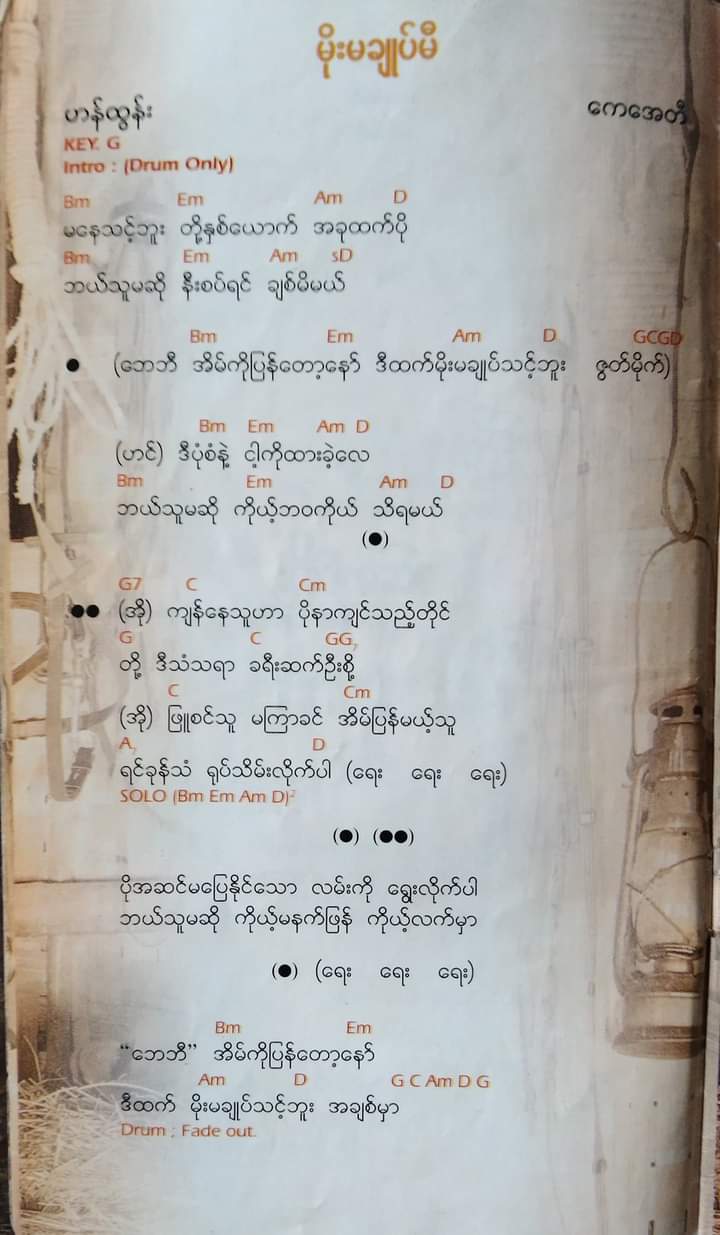 မိုးမချုပ်မီ
ဟန်ထွန်း ကေအေတီ
KEY. G
Intro : (Drum Only)
Bm Em Am D
မနေသင့်ဘူး တို့နှစ်ယောက် အခုထက်ပို
Bm Em Am sD
ဘယ်သူမဆို နီးစပ်ရင် ချစ်မိမယ်
Bm Em Am D GCGD
● (ဘေဘီ အိမ်ကိုပြန်တော့နော် ဒီထက်မိုးမချုပ်သင့်ဘူး ဇွတ်မိုက်)
Bm Em Am D
(ဟင်) ဒီပုံစံနဲ့ ငါ့ကိုထားခဲ့လေ
Bm Em Am D
ဘယ်သူမဆို ကိုယ့်ဘဝကိုယ် သိရမယ်
(●)
G7 C Cm
●● (အို) ကျန်နေသူဟာ ပိုနာကျင်သည့်တိုင်
G C GG7
တို့ ဒီသံသရာ ခရီးဆက်ဦးစို့
C Cm
(အို) ဖြူစင်သူ မကြာခင် အိမ်ပြန်မယ့်သူ
A7 D
ရင်ခုန်သံ ရုပ်သိမ်းလိုက်ပါ (ရေး ရေး ရေး)
SOLO (Bm Em Am D)²
(●) (●●)
ပိုအဆင်မပြေနိုင်သော လမ်းကို ရွေးလိုက်ပါ
ဘယ်သူမဆို ကိုယ့်မနက်ဖြန် ကိုယ့်လက်မှာ
(●) (ရေး ရေး ရေး)
Bm Em
“ဘေဘီ” အိမ်ကိုပြန်တော့နော်
Am D G C Am D G
ဒီထက် မိုးမချုပ်သင့်ဘူး အချစ်မှာ
Drum ; Fade out.